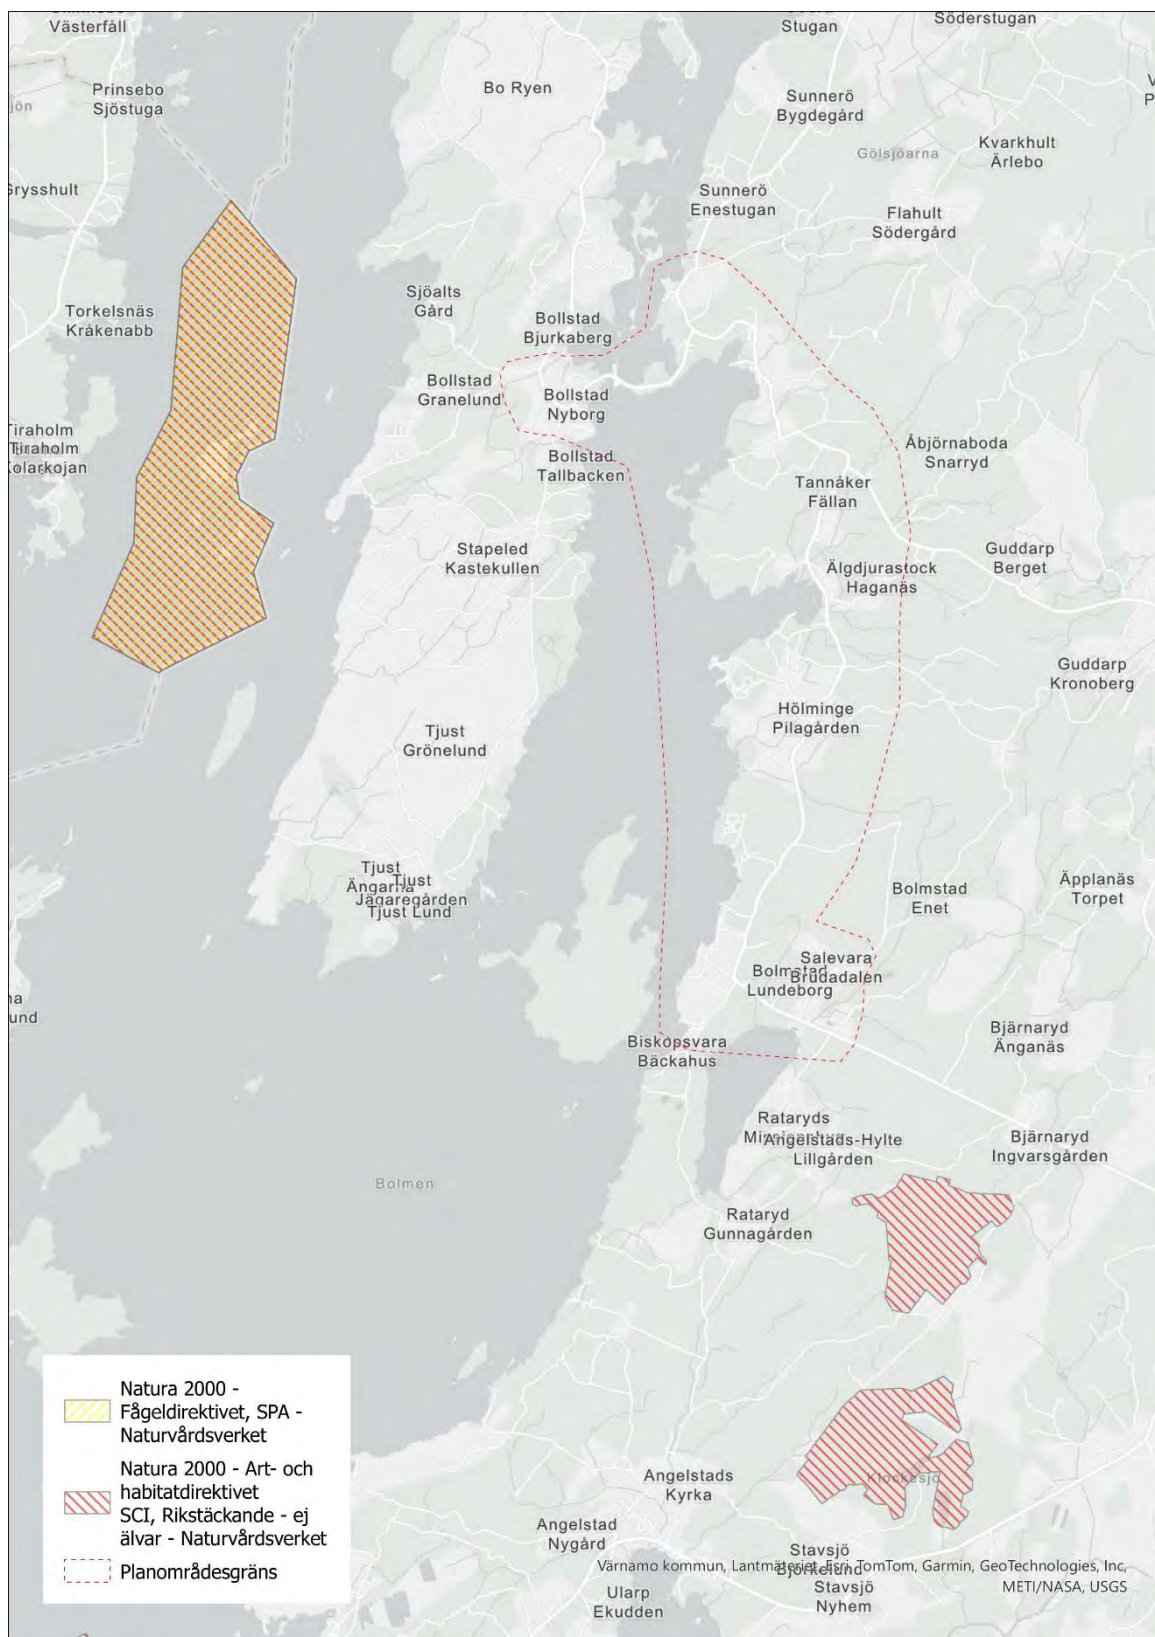 Västerfåll
Stugan
Söderstugan
Prinsebo
Sjöstuga
Bo Ryen
Sunnerö
Bygdegård
Gölsjöarna
Kvarkhult
Ärlebo
Sunnerö
Enestugan
Flahult
Södergård
Torkelsnäs
Kråkenabb
Sjöalts
Gård
Bollstad
Bjurkaberg
Bollstad
Granelund
Bollstad
Nyborg
Tiraholm
Tiraholm
Kolarkojan
Bollstad
Tallbacken
Åbjörnaboda
Snarryd
Tannåker
Fällan
Stapeled
Kastekullen
Älgdjurastock
Haganäs
Guddarp
Berget
Guddarp
Kronoberg
Hölminge
Pilagården
Tjust
Grönelund
Tjust
Ängarna
Tjust
Jägaregården
Tjust Lund
Bolmstad
Enet
Äpplanäs
Torpet
Salevara
Brudadalen
Bolmstad
Lundeborg
Bjärnaryd
Änganäs
Biskopsvara
Bäckahus
Rataryds
Angelstads-Hylte
Lillgården
Bjärnaryd
Ingvarsgården
Bolmen
Rataryd
Gunnagården
Natura 2000 -
Fågeldirektivet, SPA -
Naturvårdsverket
Natura 2000 - Art- och
habitatdirektivet
SCI, Rikstäckande - ej
älvar - Naturvårdsverket
Planområdesgräns
Angelstads
Kyrka
Klockesjö
Angelstad
Nygård
Stavsjö
Björkelund
Stavsjö
Nyhem
Ularp
Ekudden
Värnamo kommun, Lantmäteriet, Esri, TomTom, Garmin, GeoTechnologies, Inc,
METI/NASA, USGS